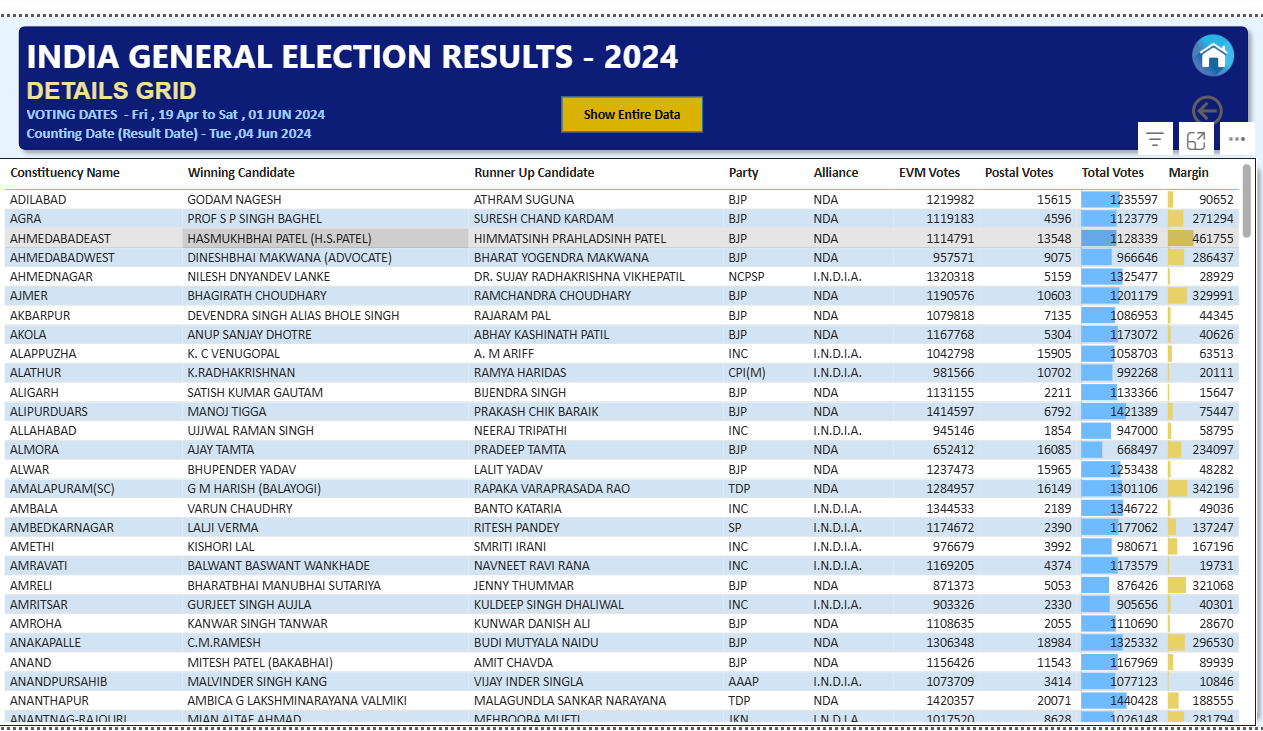 INDIA GENERAL ELECTION RESULTS - 2024
DETAILS GRID
VOTING DATES - Fri , 19 Apr to Sat , 01 JUN 2024
Show Entire Data
Counting Date (Result Date) - Tue ,04 Jun 2024
Constituency Name Winning Candidate Runner Up Candidate Party Alliance EVM Votes Postal Votes Total Votes Margin
ADILABAD GODAM NAGESH ATHRAM SUGUNA BJP NDA 1219982 15615 1235597 90652
AGRA PROF S P SINGH BAGHEL SURESH CHAND KARDAM BJP NDA 1119183 4596 1123779 271294
AHMEDABADEAST HASMUKHBHAI PATEL (H.S.PATEL) HIMMATSINH PRAHLADSINH PATEL BJP NDA 1114791 13548 1128339 461755
AHMEDABADWEST DINESHBHAI MAKWANA (ADVOCATE) BHARAT YOGENDRA MAKWANA BJP NDA 957571 9075 966646 286437
AHMEDNAGAR NILESH DNYANDEV LANKE DR. SUJAY RADHAKRISHNA VIKHEPATIL NCPSP I.N.D.I.A. 1320318 5159 1325477 28929
AJMER BHAGIRATH CHOUDHARY RAMCHANDRA CHOUDHARY BJP NDA 1190576 10603 1201179 329991
AKBARPUR DEVENDRA SINGH ALIAS BHOLE SINGH RAJARAM PAL BJP NDA 1079818 7135 1086953 44345
AKOLA ANUP SANJAY DHOTRE ABHAY KASHINATH PATIL BJP NDA 1167768 5304 1173072 40626
ALAPPUZHA K. C VENUGOPAL A. M ARIFF INC I.N.D.I.A. 1042798 15905 1058703 63513
ALATHUR K.RADHAKRISHNAN RAMYA HARIDAS CPI(M) I.N.D.I.A. 981566 10702 992268 20111
ALIGARH SATISH KUMAR GAUTAM BIJENDRA SINGH BJP NDA 1131155 2211 1133366 15647
ALIPURDUARS MANOJ TIGGA PRAKASH CHIK BARAIK BJP NDA 1414597 6792 1421389 75447
ALLAHABAD UJJWAL RAMAN SINGH NEERAJ TRIPATHI INC I.N.D.I.A. 945146 1854 947000 58795
ALMORA AJAY TAMTA PRADEEP TAMTA BJP NDA 652412 16085 668497 234097
ALWAR BHUPENDER YADAV LALIT YADAV BJP NDA 1237473 15965 1253438 48282
AMALAPURAM(SC) G M HARISH (BALAYOGI) RAPAKA VARAPRASADA RAO TDP NDA 1284957 16149 1301106 342196
AMBALA VARUN CHAUDHRY BANTO KATARIA INC I.N.D.I.A. 1344533 2189 1346722 49036
AMBEDKARNAGAR LALJI VERMA RITESH PANDEY SP I.N.D.I.A. 1174672 2390 1177062 137247
AMETHI KISHORI LAL SMRITI IRANI INC I.N.D.I.A. 976679 3992 980671 167196
AMRAVATI BALWANT BASWANT WANKHADE NAVNEET RAVI RANA INC I.N.D.I.A. 1169205 4374 1173579 19731
AMRELI BHARATBHAI MANUBHAI SUTARIYA JENNY THUMMAR BJP NDA 871373 5053 876426 321068
AMRITSAR GURJEET SINGH AUJLA KULDEEP SINGH DHALIWAL INC I.N.D.I.A. 903326 2330 905656 40301
AMROHA KANWAR SINGH TANWAR KUNWAR DANISH ALI BJP NDA 1108635 2055 1110690 28670
ANAKAPALLE C.M.RAMESH BUDI MUTYALA NAIDU BJP NDA 1306348 18984 1325332 296530
ANAND MITESH PATEL (BAKABHAI) AMIT CHAVDA BJP NDA 1156426 11543 1167969 89939
ANANDPURSAHIB MALVINDER SINGH KANG VIJAY INDER SINGLA AAAP I.N.D.I.A. 1073709 3414 1077123 10846
ANANTHAPUR AMBICA G LAKSHMINARAYANA VALMIKI MALAGUNDLA SANKAR NARAYANA TDP NDA 1420357 20071 1440428 188555
ANANTNAG-RAJOURI MIAN ALTAF AHMAD MEHBOOBA MUFTI JKN I.N.D.I.A. 1017520 8628 1026148 281794